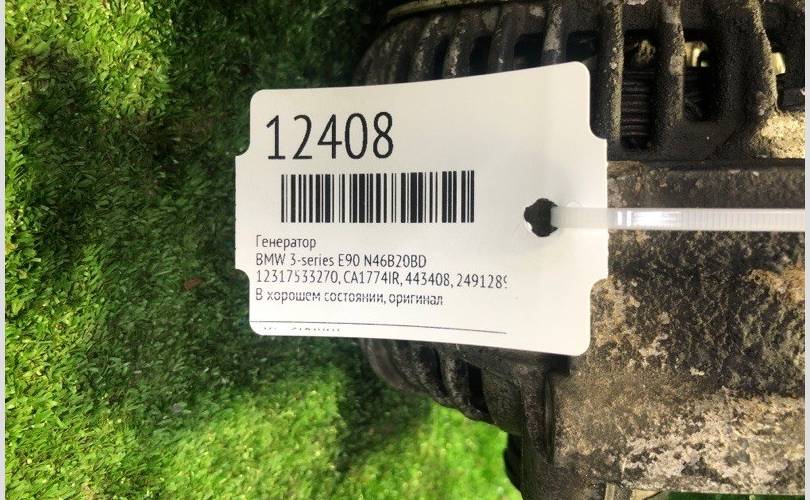 12408
Генератор
BMW 3-series E90 N46B20BD
12317533270, CA1774IR, 443408, 249128
В хорошем состоянии, оригинал